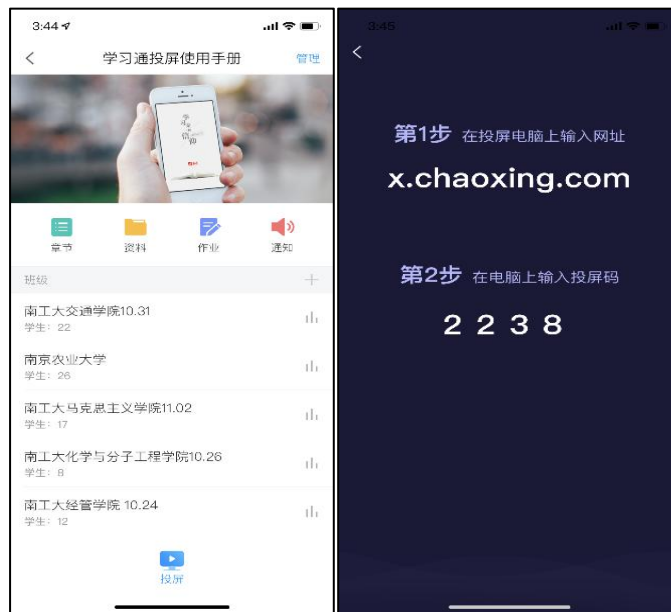 3:44
学习通投屏使用手册
管理
章节
资料
作业
通知
班级
南工大交通学院10.31
学生：22
南京农业大学
学生：26
南工大马克思主义学院11.02
学生：17
南工大化学与分子工程学院10.26
学生：8
南工大经管学院 10.24
学生：12
投屏
3:45
第1步 在投屏电脑上输入网址
x.chaoxing.com
第2步 在电脑上输入投屏码
2 2 3 8